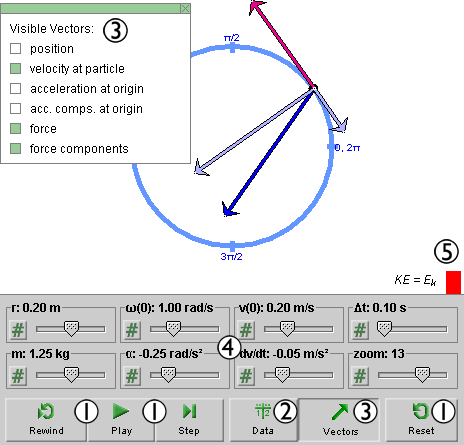 Visible Vectors: 3
position
velocity at particle
acceleration at origin
acc. comps. at origin
force
force components
π/2
0, 2π
3π/2
5
KE = Eₖ
r: 0.20 m ω(0): 1.00 rad/s v(0): 0.20 m/s Δt: 0.10 s
# # # #
4
m: 1.25 kg α: -0.25 rad/s² dv/dt: -0.05 m/s² zoom: 13
# # # #
1 1 2 3 1
Rewind Play Step Data Vectors Reset